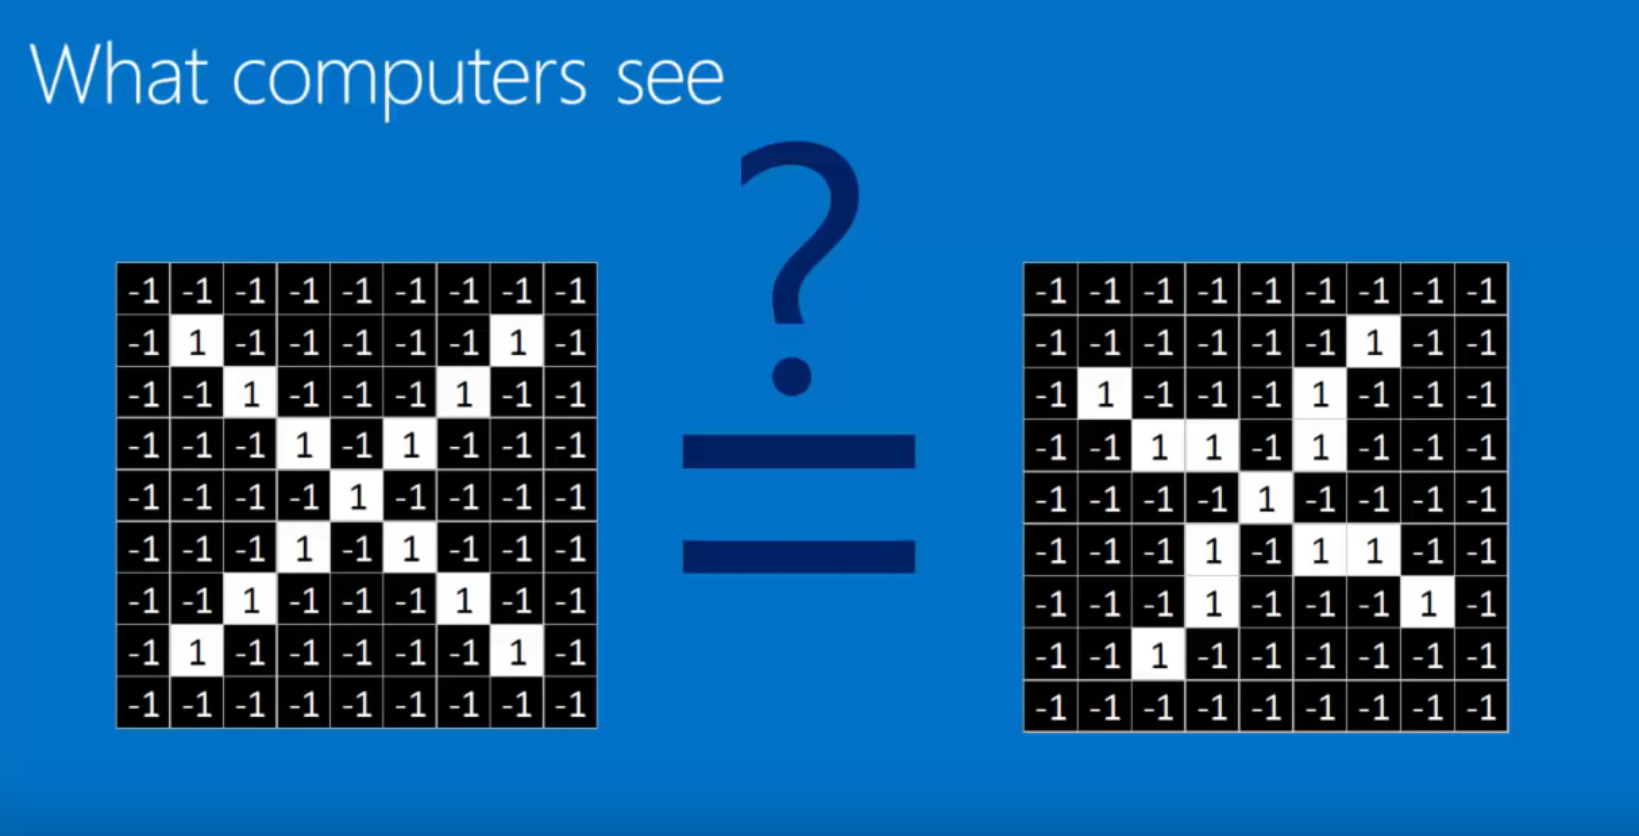 What computers see
?
=
-1 -1 -1 -1 -1 -1 -1 -1 -1
-1 1 -1 -1 -1 -1 -1 1 -1
-1 -1 1 -1 -1 -1 1 -1 -1
-1 -1 -1 1 -1 1 -1 -1 -1
-1 -1 -1 -1 1 -1 -1 -1 -1
-1 -1 -1 1 -1 1 -1 -1 -1
-1 -1 1 -1 -1 -1 1 -1 -1
-1 1 -1 -1 -1 -1 -1 1 -1
-1 -1 -1 -1 -1 -1 -1 -1 -1
-1 -1 -1 -1 -1 -1 -1 -1 -1
-1 -1 -1 -1 -1 -1 1 -1 -1
-1 1 -1 -1 -1 1 -1 -1 -1
-1 -1 1 1 -1 1 -1 -1 -1
-1 -1 -1 -1 1 -1 -1 -1 -1
-1 -1 -1 1 -1 1 1 -1 -1
-1 -1 -1 1 -1 -1 -1 1 -1
-1 -1 1 -1 -1 -1 -1 -1 -1
-1 -1 -1 -1 -1 -1 -1 -1 -1